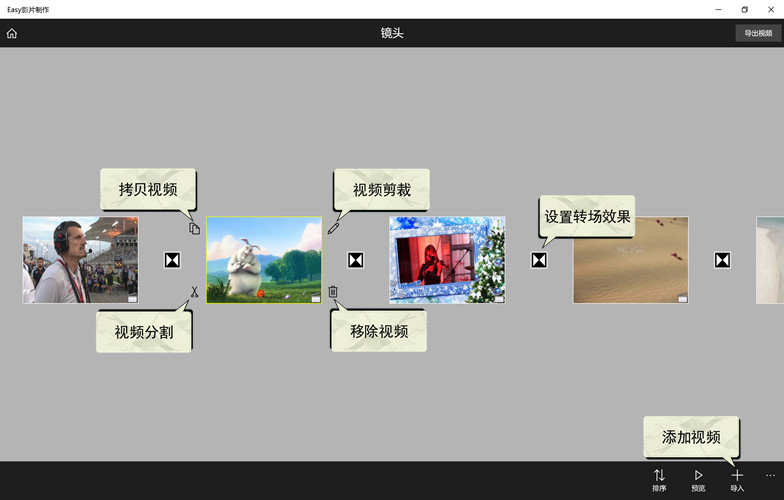 Easy影片制作
镜头
导出视频
拷贝视频
视频剪裁
设置转场效果
视频分割
移除视频
添加视频
排序
预览
导入